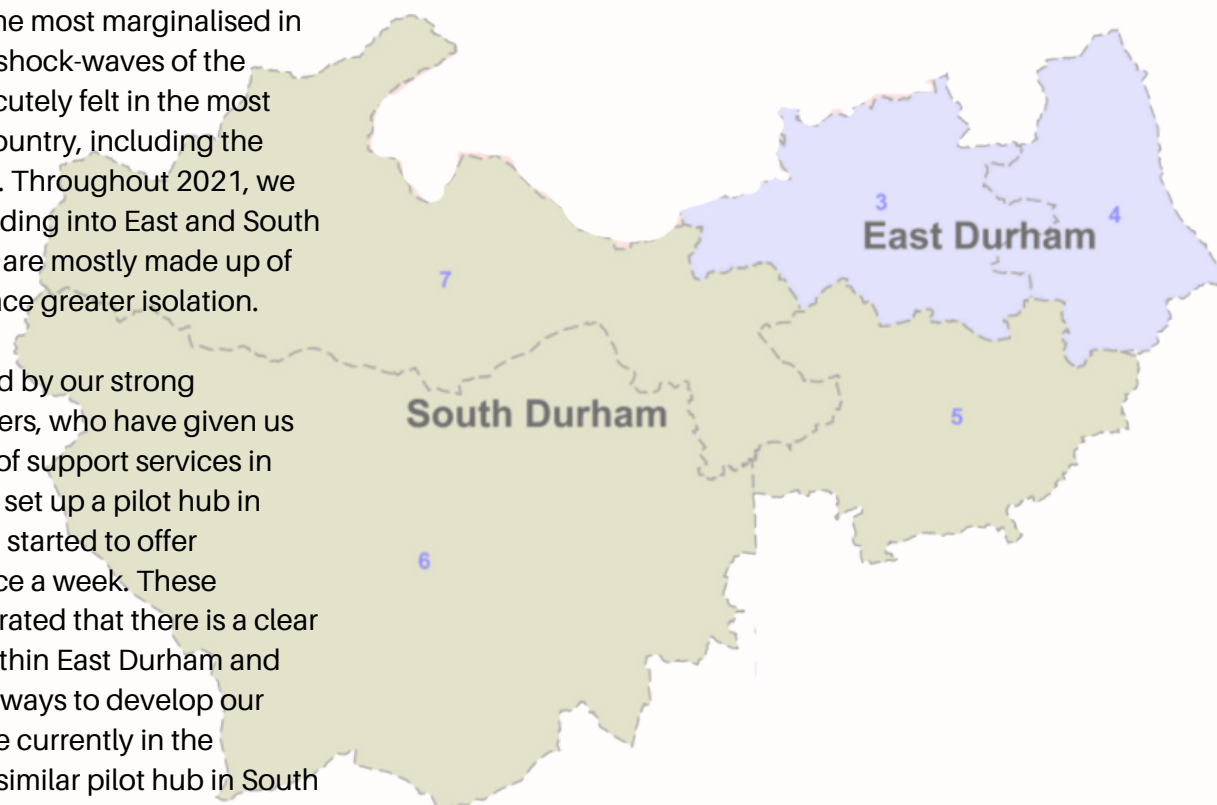 ne most marginalised in
shock-waves of the
cutely felt in the most
ountry, including the
. Throughout 2021, we
ding into East and South
are mostly made up of
nce greater isolation.
d by our strong
ers, who have given us
of support services in
set up a pilot hub in
started to offer
ce a week. These
rated that there is a clear
thin East Durham and
ways to develop our
e currently in the
similar pilot hub in South
3
East Durham
4
7
South Durham
5
6